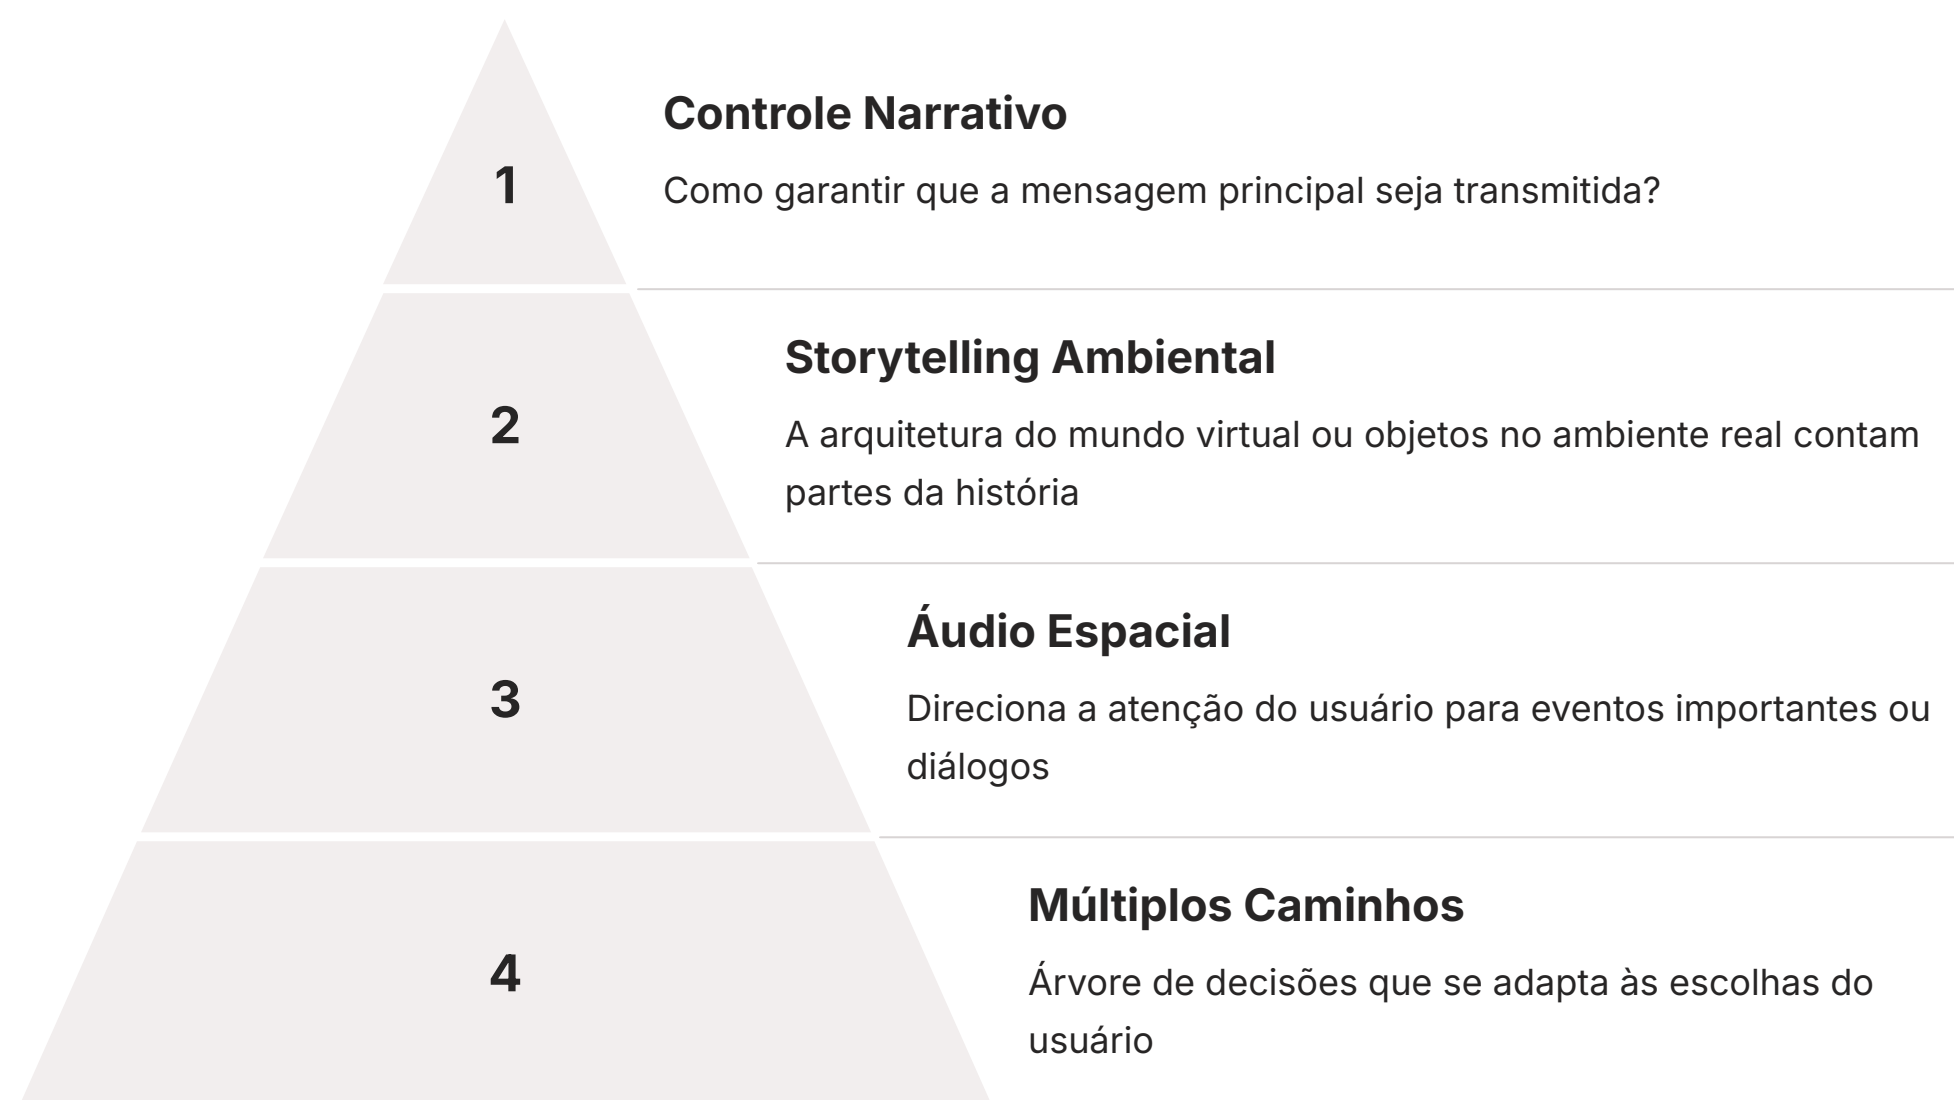 1
Controle Narrativo
Como garantir que a mensagem principal seja transmitida?
2
Storytelling Ambiental
A arquitetura do mundo virtual ou objetos no ambiente real contam
partes da história
3
Áudio Espacial
Direciona a atenção do usuário para eventos importantes ou
diálogos
4
Múltiplos Caminhos
Árvore de decisões que se adapta às escolhas do
usuário